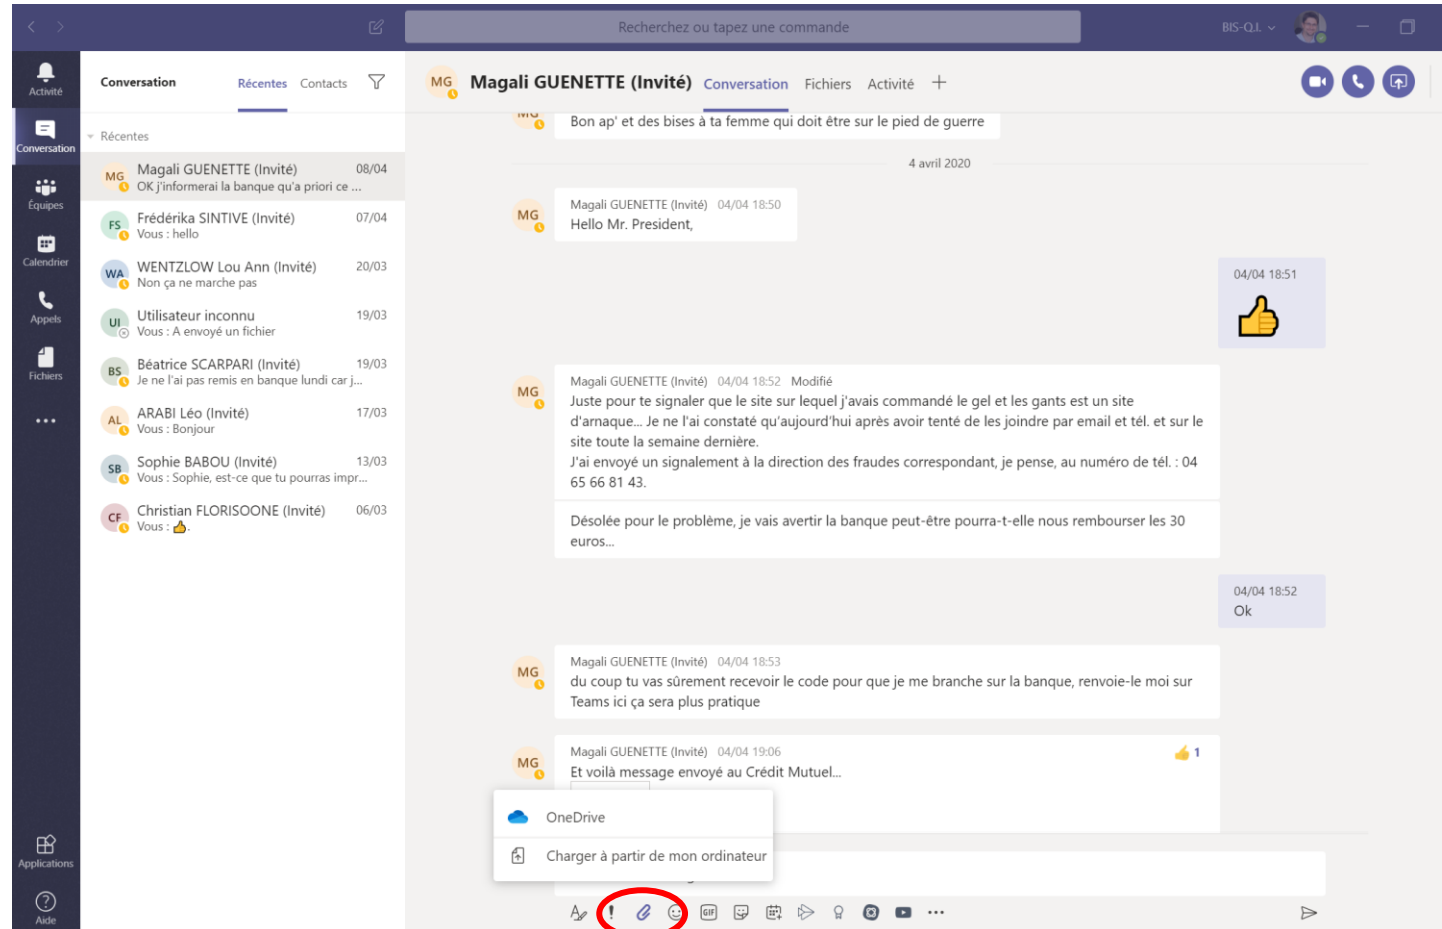 Recherchez ou tapez une commande
BIS-Q.I.
Activité
Conversation
Équipes
Calendrier
Appels
Fichiers
Applications
Aide
Conversation Récentes Contacts
Récentes
MG Magali GUENETTE (Invité) 08/04
OK j'informerai la banque qu'a priori ce ...
FS Frédérika SINTIVE (Invité) 07/04
Vous : hello
WA WENTZLOW Lou Ann (Invité) 20/03
Non ça ne marche pas
UI Utilisateur inconnu 19/03
Vous : A envoyé un fichier
BS Béatrice SCARPARI (Invité) 19/03
Je ne l'ai pas remis en banque lundi car j...
AL ARABI Léo (Invité) 17/03
Vous : Bonjour
SB Sophie BABOU (Invité) 13/03
Vous : Sophie, est-ce que tu pourras impr...
CF Christian FLORISOONE (Invité) 06/03
Vous : 👍.
MG Magali GUENETTE (Invité) Conversation Fichiers Activité +
MG Bon ap' et des bises à ta femme qui doit être sur le pied de guerre
4 avril 2020
MG Magali GUENETTE (Invité) 04/04 18:50
Hello Mr. President,
04/04 18:51
MG Magali GUENETTE (Invité) 04/04 18:52 Modifié
Juste pour te signaler que le site sur lequel j'avais commandé le gel et les gants est un site
d'arnaque... Je ne l'ai constaté qu'aujourd'hui après avoir tenté de les joindre par email et tél. et sur le
site toute la semaine dernière.
J'ai envoyé un signalement à la direction des fraudes correspondant, je pense, au numéro de tél. : 04
65 66 81 43.
Désolée pour le problème, je vais avertir la banque peut-être pourra-t-elle nous rembourser les 30
euros...
04/04 18:52
Ok
MG Magali GUENETTE (Invité) 04/04 18:53
du coup tu vas sûrement recevoir le code pour que je me branche sur la banque, renvoie-le moi sur
Teams ici ça sera plus pratique
MG Magali GUENETTE (Invité) 04/04 19:06 👍 1
Et voilà message envoyé au Crédit Mutuel...
OneDrive
Charger à partir de mon ordinateur
GIF